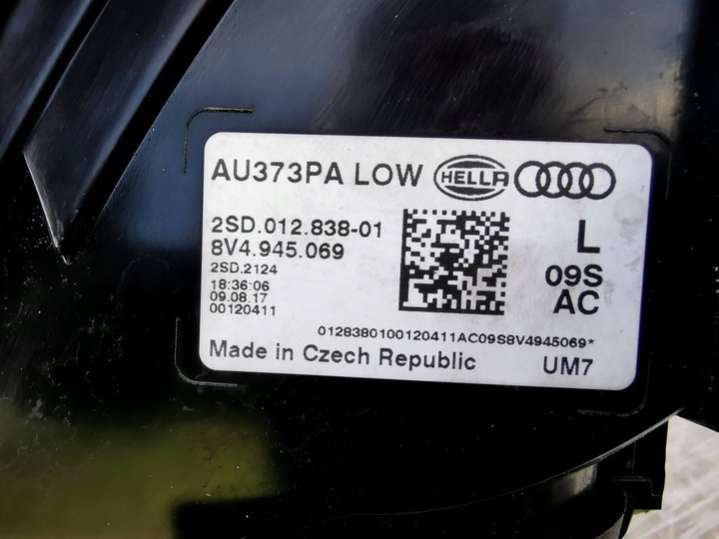 AU373PA LOW HELLA
2SD.012.838-01
8V4.945.069
2SD.2124
18:36:06
09.08.17
00120411
L
09S
AC
0128380100120411AC09S8V4945069*
Made in Czech Republic
UM7